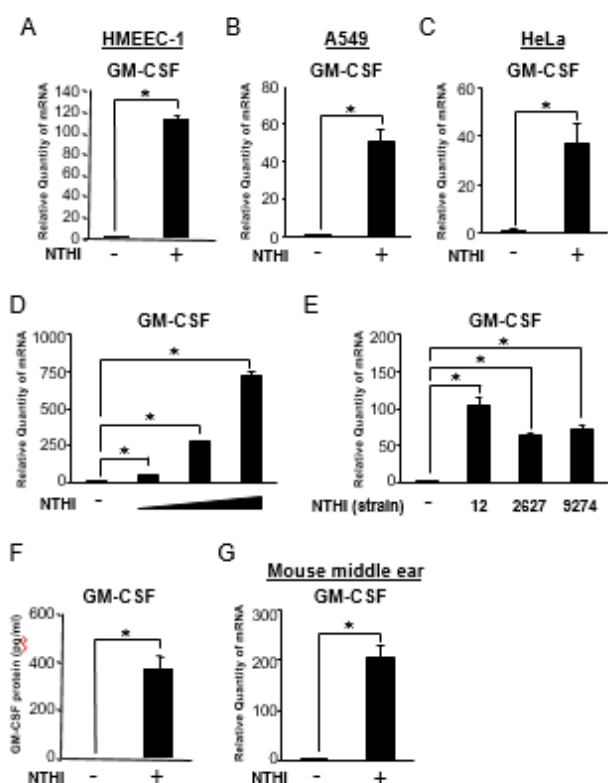 A
HMEEC-1
GM-CSF
Relative Quantity of mRNA
140
120
100
80
60
40
20
0
*
NTHI - +
B
A549
GM-CSF
Relative Quantity of mRNA
80
60
40
20
0
*
- +
C
HeLa
GM-CSF
Relative Quantity of mRNA
60
40
20
0
*
- +
D
GM-CSF
Relative Quantity of mRNA
1000
750
500
250
0
*
*
*
NTHI -
E
GM-CSF
Relative Quantity of mRNA
200
150
100
50
0
*
*
*
NTHI (strain) - 12 2627 9274
F
GM-CSF
GM-CSF protein (pg/ml)
600
400
200
0
*
NTHI - +
G
Mouse middle ear
GM-CSF
Relative Quantity of mRNA
300
200
100
0
*
NTHI - +